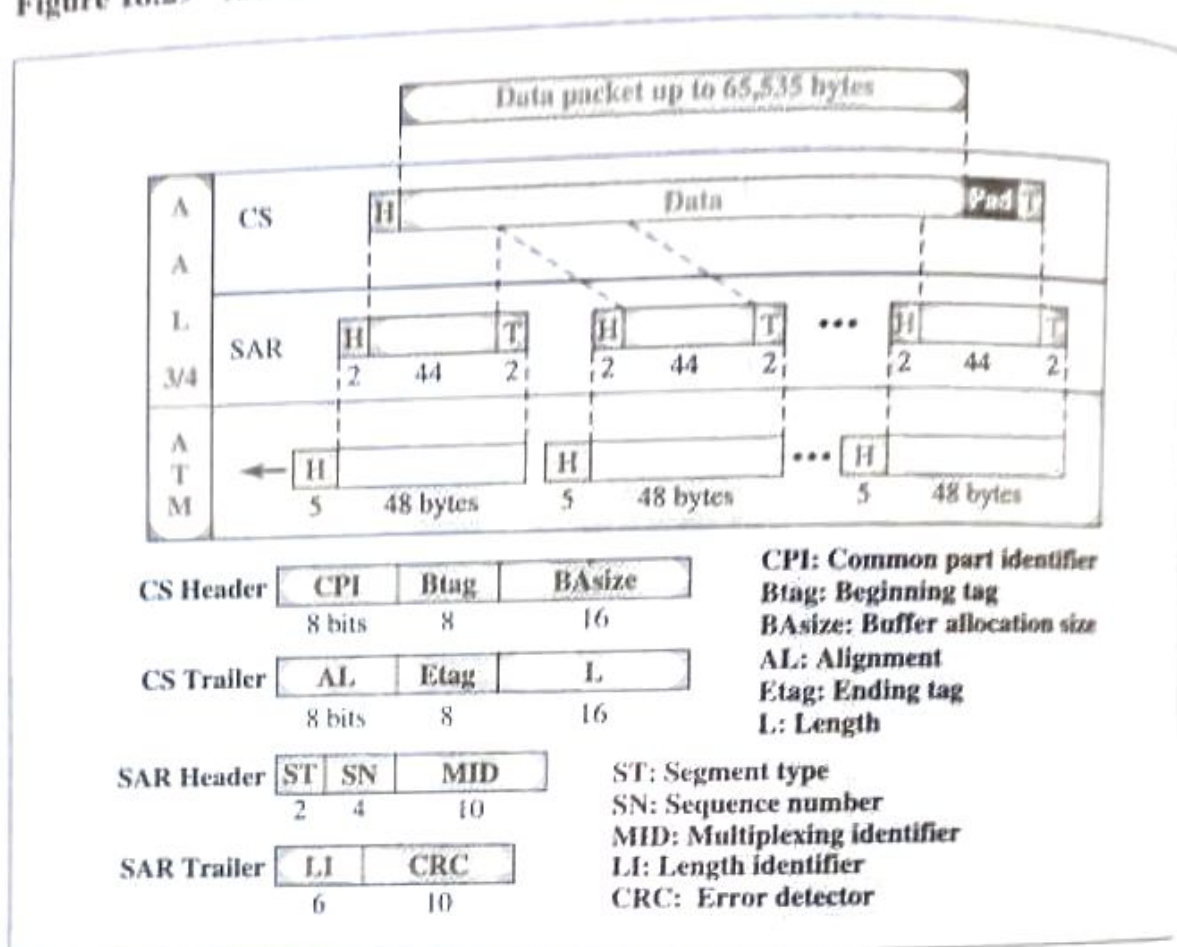 Figure 18.
Data packet up to 65,535 bytes
A A L 3/4
CS
H Data Pad T
SAR
H T H T ••• H T
2 44 2 2 44 2 2 44 2
A T M
H H ••• H
5 48 bytes 5 48 bytes 5 48 bytes
CS Header CPI Btag BAsize
8 bits 8 16
CS Trailer AL Etag L
8 bits 8 16
SAR Header ST SN MID
2 4 10
SAR Trailer LI CRC
6 10
CPI: Common part identifier
Btag: Beginning tag
BAsize: Buffer allocation size
AL: Alignment
Etag: Ending tag
L: Length
ST: Segment type
SN: Sequence number
MID: Multiplexing identifier
LI: Length identifier
CRC: Error detector